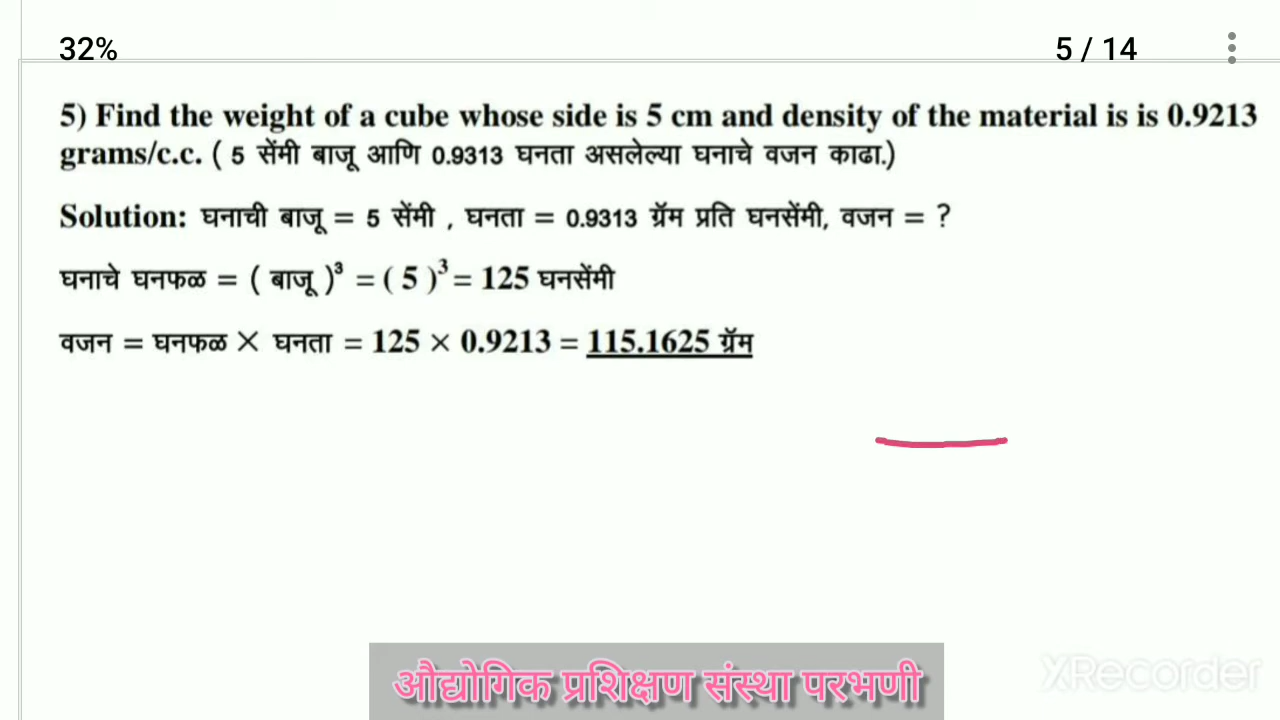 32%
5 / 14
5) Find the weight of a cube whose side is 5 cm and density of the material is is 0.9213
grams/c.c. ( 5 सेंमी बाजू आणि 0.9313 घनता असलेल्या घनाचे वजन काढा.)
Solution: घनाची बाजू = 5 सेंमी , घनता = 0.9313 ग्रॅम प्रति घनसेंमी, वजन = ?
घनाचे घनफळ = ( बाजू )³ = ( 5 )³ = 125 घनसेंमी
वजन = घनफळ × घनता = 125 × 0.9213 = 115.1625 ग्रॅम
औद्योगिक प्रशिक्षण संस्था परभणी
XRecorder